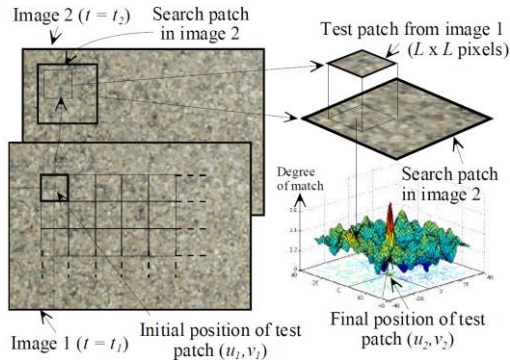 Image 2 (t = t₂)
Search patch
in image 2
Test patch from image 1
(L x L pixels)
Search patch
in image 2
Degree
of match
Final position of test
patch (u₂,v₂)
Initial position of test
patch (u₁,v₁)
Image 1 (t = t₁)